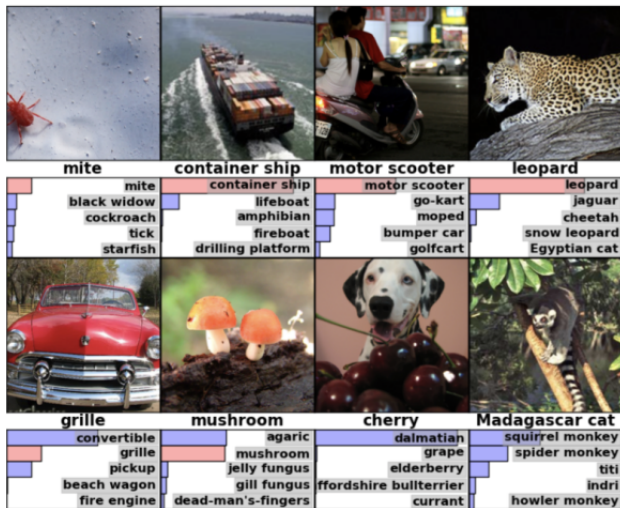 mite container ship motor scooter leopard
mite container ship motor scooter leopard
black widow lifeboat go-kart jaguar
cockroach amphibian moped cheetah
tick fireboat bumper car snow leopard
starfish drilling platform golfcart Egyptian cat
grille mushroom cherry Madagascar cat
convertible agaric dalmatian squirrel monkey
grille mushroom grape spider monkey
pickup jelly fungus elderberry titi
beach wagon gill fungus ffordshire bullterrier indri
fire engine dead-man's-fingers currant howler monkey